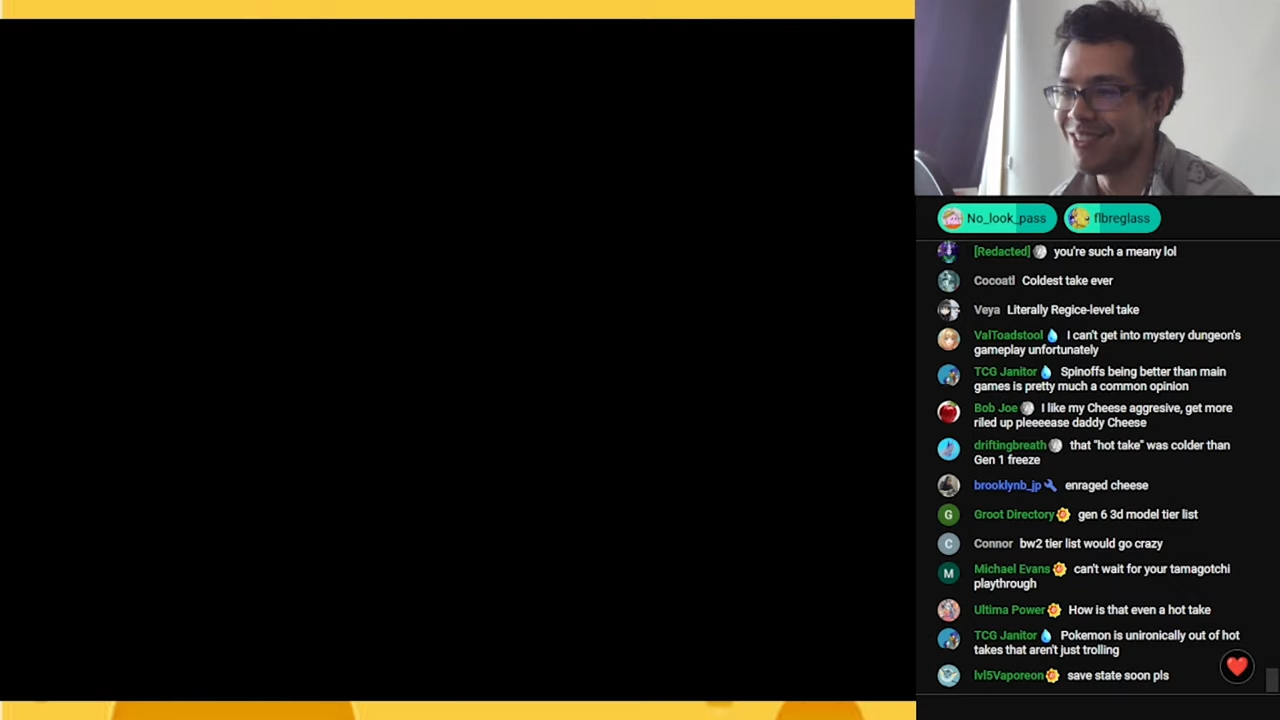 No_look_pass flbreglass
[Redacted] you're such a meany lol
Cocoatl Coldest take ever
Veya Literally Regice-level take
ValToadstool I can't get into mystery dungeon's
gameplay unfortunately
TCG Janitor Spinoffs being better than main
games is pretty much a common opinion
Bob Joe I like my Cheese aggresive, get more
riled up pleeeease daddy Cheese
driftingbreath that "hot take" was colder than
Gen 1 freeze
brooklynb_jp enraged cheese
G Groot Directory gen 6 3d model tier list
C Connor bw2 tier list would go crazy
M Michael Evans can't wait for your tamagotchi
playthrough
Ultima Power How is that even a hot take
TCG Janitor Pokemon is unironically out of hot
takes that aren't just trolling
lvl5Vaporeon save state soon pls